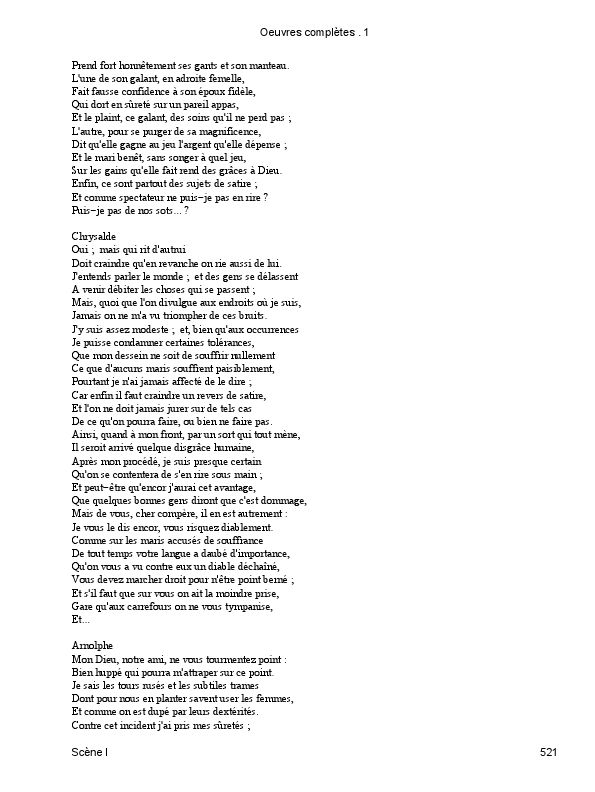 Oeuvres complètes . 1
Prend fort honnêtement ses gants et son manteau.
L'une de son galant, en adroite femelle,
Fait fausse confidence à son époux fidèle,
Qui dort en sûreté sur un pareil appas,
Et le plaint, ce galant, des soins qu'il ne perd pas ;
L'autre, pour se purger de sa magnificence,
Dit qu'elle gagne au jeu l'argent qu'elle dépense ;
Et le mari benêt, sans songer à quel jeu,
Sur les gains qu'elle fait rend des grâces à Dieu.
Enfin, ce sont partout des sujets de satire ;
Et comme spectateur ne puis−je pas en rire ?
Puis−je pas de nos sots... ?
Chrysalde
Oui ; mais qui rit d'autrui
Doit craindre qu'en revanche on rie aussi de lui.
J'entends parler le monde ; et des gens se délassent
A venir débiter les choses qui se passent ;
Mais, quoi que l'on divulgue aux endroits où je suis,
Jamais on ne m'a vu triompher de ces bruits.
J'y suis assez modeste ; et, bien qu'aux occurrences
Je puisse condamner certaines tolérances,
Que mon dessein ne soit de souffrir nullement
Ce que d'aucuns maris souffrent paisiblement,
Pourtant je n'ai jamais affecté de le dire ;
Car enfin il faut craindre un revers de satire,
Et l'on ne doit jamais jurer sur de tels cas
De ce qu'on pourra faire, ou bien ne faire pas.
Ainsi, quand à mon front, par un sort qui tout mène,
Il seroit arrivé quelque disgrâce humaine,
Après mon procédé, je suis presque certain
Qu'on se contentera de s'en rire sous main ;
Et peut−être qu'encor j'aurai cet avantage,
Que quelques bonnes gens diront que c'est dommage,
Mais de vous, cher compère, il en est autrement :
Je vous le dis encor, vous risquez diablement.
Comme sur les maris accusés de souffrance
De tout temps votre langue a daubé d'importance,
Qu'on vous a vu contre eux un diable déchaîné,
Vous devez marcher droit pour n'être point berné ;
Et s'il faut que sur vous on ait la moindre prise,
Gare qu'aux carrefours on ne vous tympanise,
Et...
Arnolphe
Mon Dieu, notre ami, ne vous tourmentez point :
Bien huppé qui pourra m'attraper sur ce point.
Je sais les tours rusés et les subtiles trames
Dont pour nous en planter savent user les femmes,
Et comme on est dupé par leurs dextérités.
Contre cet incident j'ai pris mes sûretés ;
Scène I
521